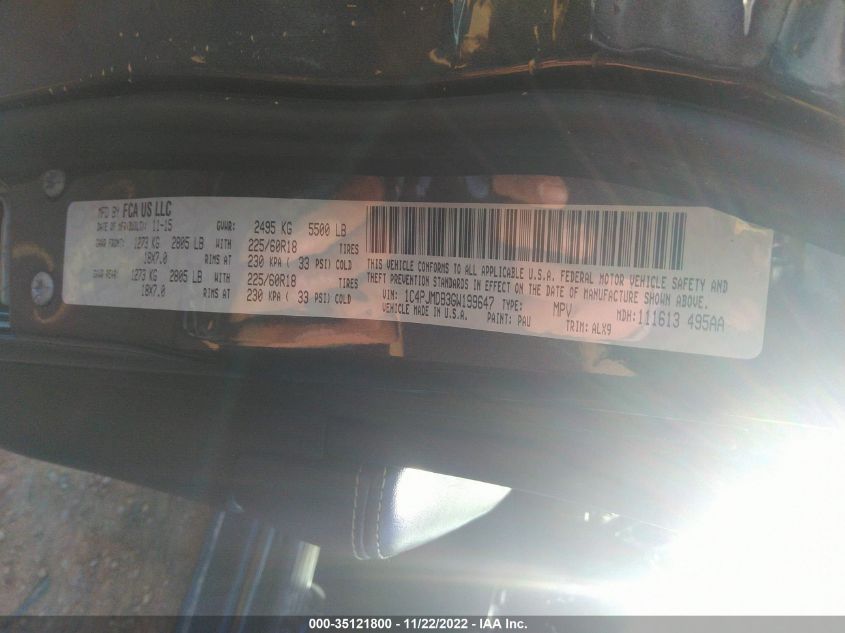 MFD BY FCA US LLC
DATE OF MFR(BUILT): 11-15 GVWR: 2495 KG 5500 LB
GAWR FRONT: 1273 KG 2805 LB WITH 225/60R18 TIRES
18X7.0 RIMS AT 230 KPA ( 33 PSI) COLD
GAWR REAR: 1273 KG 2805 LB WITH 225/60R18 TIRES
18X7.0 RIMS AT 230 KPA ( 33 PSI) COLD
THIS VEHICLE CONFORMS TO ALL APPLICABLE U.S.A. FEDERAL MOTOR VEHICLE SAFETY AND
THEFT PREVENTION STANDARDS IN EFFECT ON THE DATE OF MANUFACTURE SHOWN ABOVE.
VIN: 1C4PJMDB3GW199647 TYPE: MPV MDH: 111613 495AA
VEHICLE MADE IN U.S.A. PAINT: PAU TRIM: ALX9
000-35121800 - 11/22/2022 - IAA Inc.